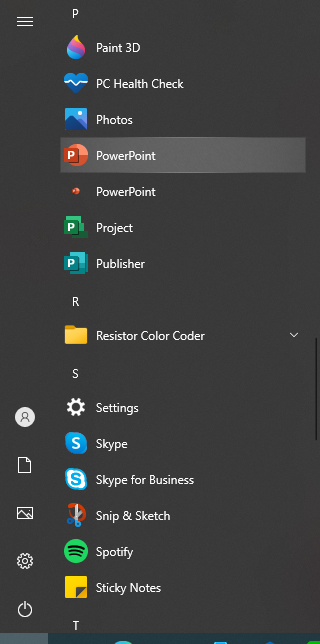 P
Paint 3D
PC Health Check
Photos
PowerPoint
PowerPoint
Project
Publisher
R
Resistor Color Coder
S
Settings
Skype
Skype for Business
Snip & Sketch
Spotify
Sticky Notes
T